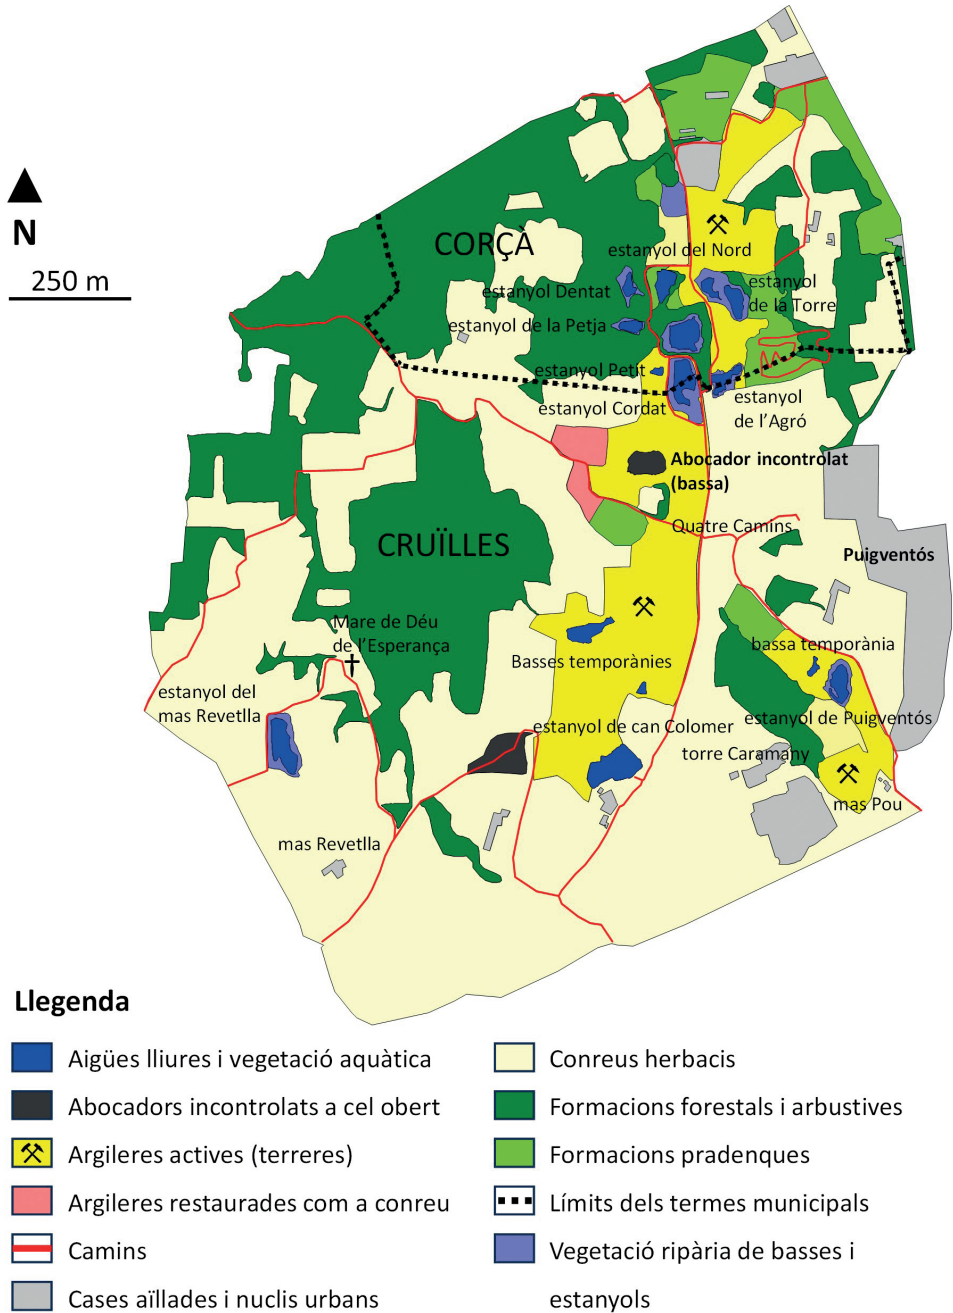 N
250 m
CORÇÀ
estanyol del Nord
estanyol Dentat
estanyol
de la Torre
estanyol de la Petja
estanyol Petit
estanyol Cordat
estanyol
de l’Agró
Abocador incontrolat
(bassa)
Quatre Camins
CRUÏLLES
Puigventós
Mare de Déu
de l’Esperança
bassa temporània
Basses temporànies
estanyol del
mas Revetlla
estanyol de can Colomer
estanyol de Puigventós
torre Caramany
mas Pou
mas Revetlla
Llegenda
Aigües lliures i vegetació aquàtica
Abocadors incontrolats a cel obert
Argileres actives (terreres)
Argileres restaurades com a conreu
Camins
Cases aïllades i nuclis urbans
Conreus herbacis
Formacions forestals i arbustives
Formacions pradenques
Límits dels termes municipals
Vegetació ripària de basses i
estanyols